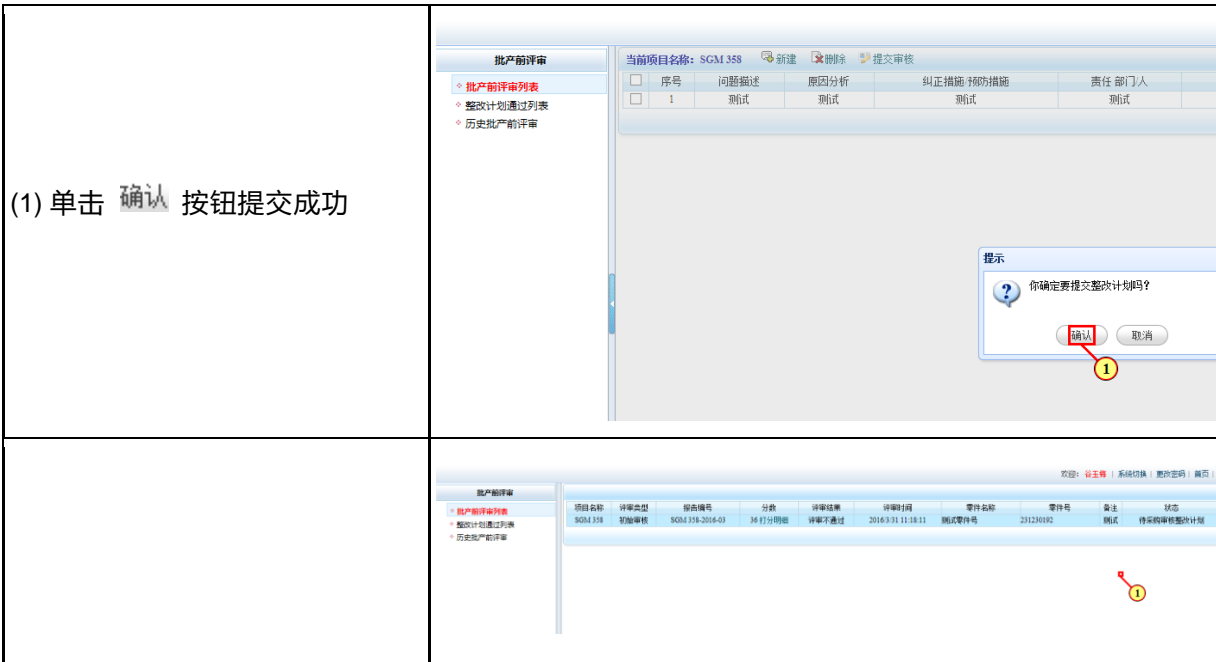 (1) 单击 确认 按钮提交成功
批产前评审
批产前评审列表
整改计划通过列表
历史批产前评审
当前项目名称: SGM 358 新建 删除 提交审核
序号 问题描述 原因分析 纠正措施/预防措施 责任 部门/人
1 测试 测试 测试 测试
提示
你确定要提交整改计划吗?
确认 取消
1
欢迎: | 系统切换 | 更改密码 | 首页 |
批产前评审
批产前评审列表
整改计划通过列表
历史批产前评审
项目名称 评审类型 报告编号 分数 评审结果 评审时间 零件名称 零件号 备注 状态
SGM 358 初始审核 SGM 358-2016-03 36 打分明细 评审不通过 2016/3/31 11:18:11 测试零件号 231230192 测试 待采购审核整改计划
1